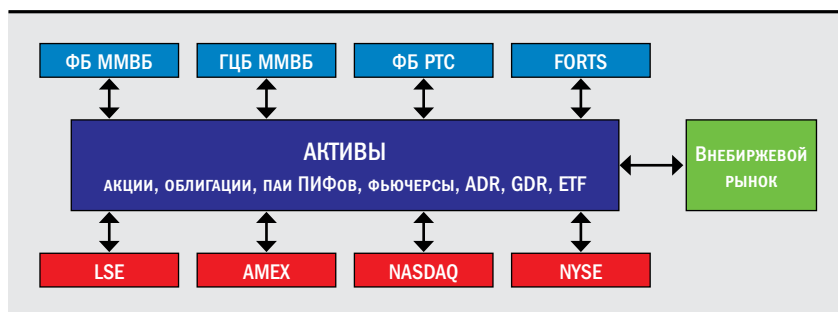 ФБ ММВБ
ГЦБ ММВБ
ФБ РТС
FORTS
АКТИВЫ
АКЦИИ, ОБЛИГАЦИИ, ПАИ ПИФОВ, ФЬЮЧЕРСЫ, ADR, GDR, ETF
ВНЕБИРЖЕВОЙ
РЫНОК
LSE
AMEX
NASDAQ
NYSE